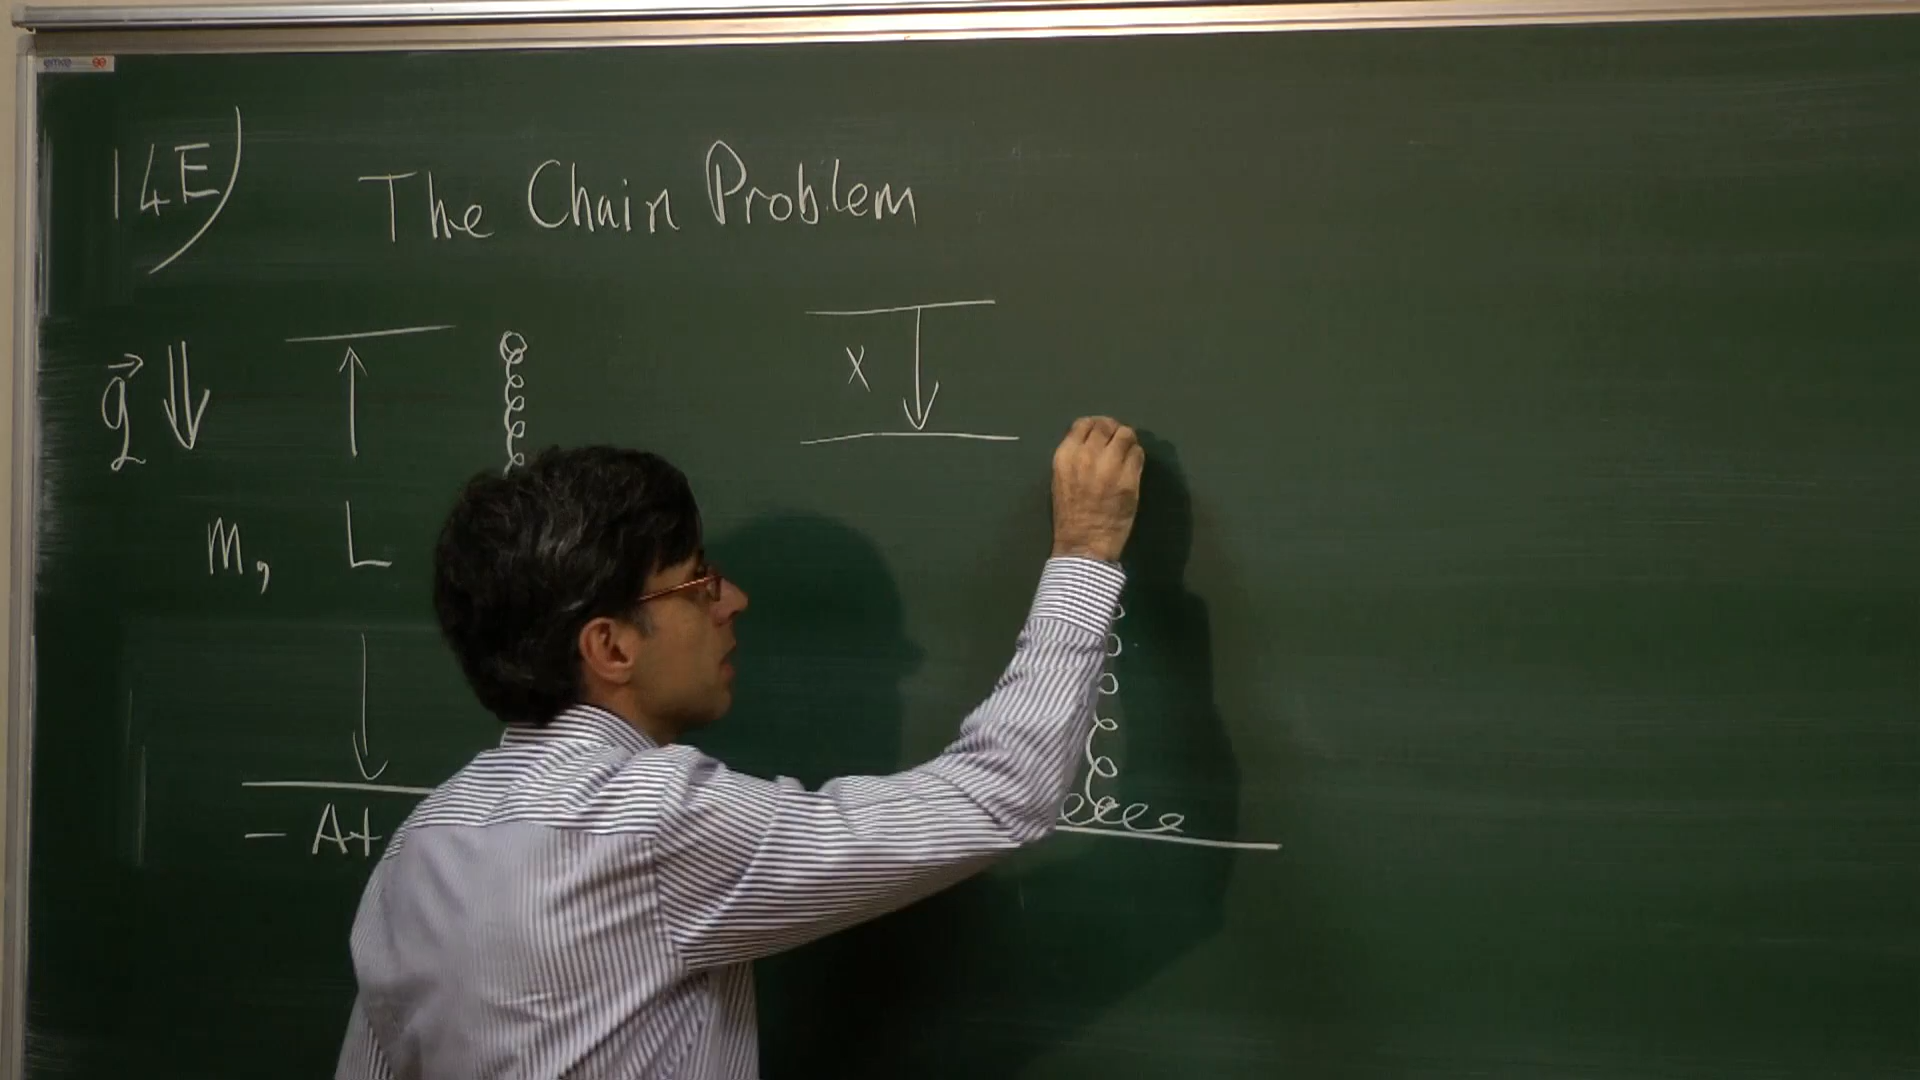 14E)
The Chain Problem
g
x
m, L
- At